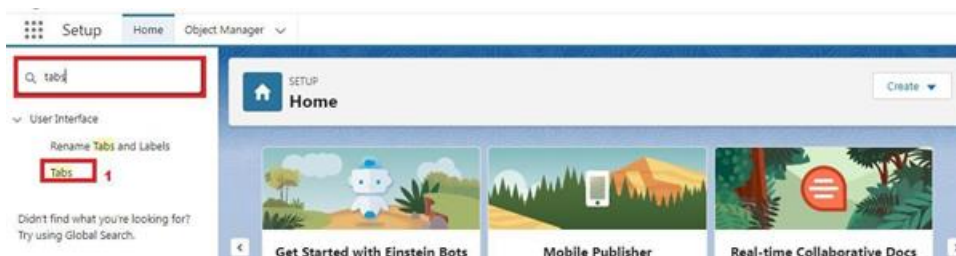 Setup Home Object Manager
tabs
SETUP
Home
Create
User Interface
Rename Tabs and Labels
Tabs 1
Didn't find what you're looking for?
Try using Global Search.
Get Started with Einstein Bots
Mobile Publisher
Real-time Collaborative Docs